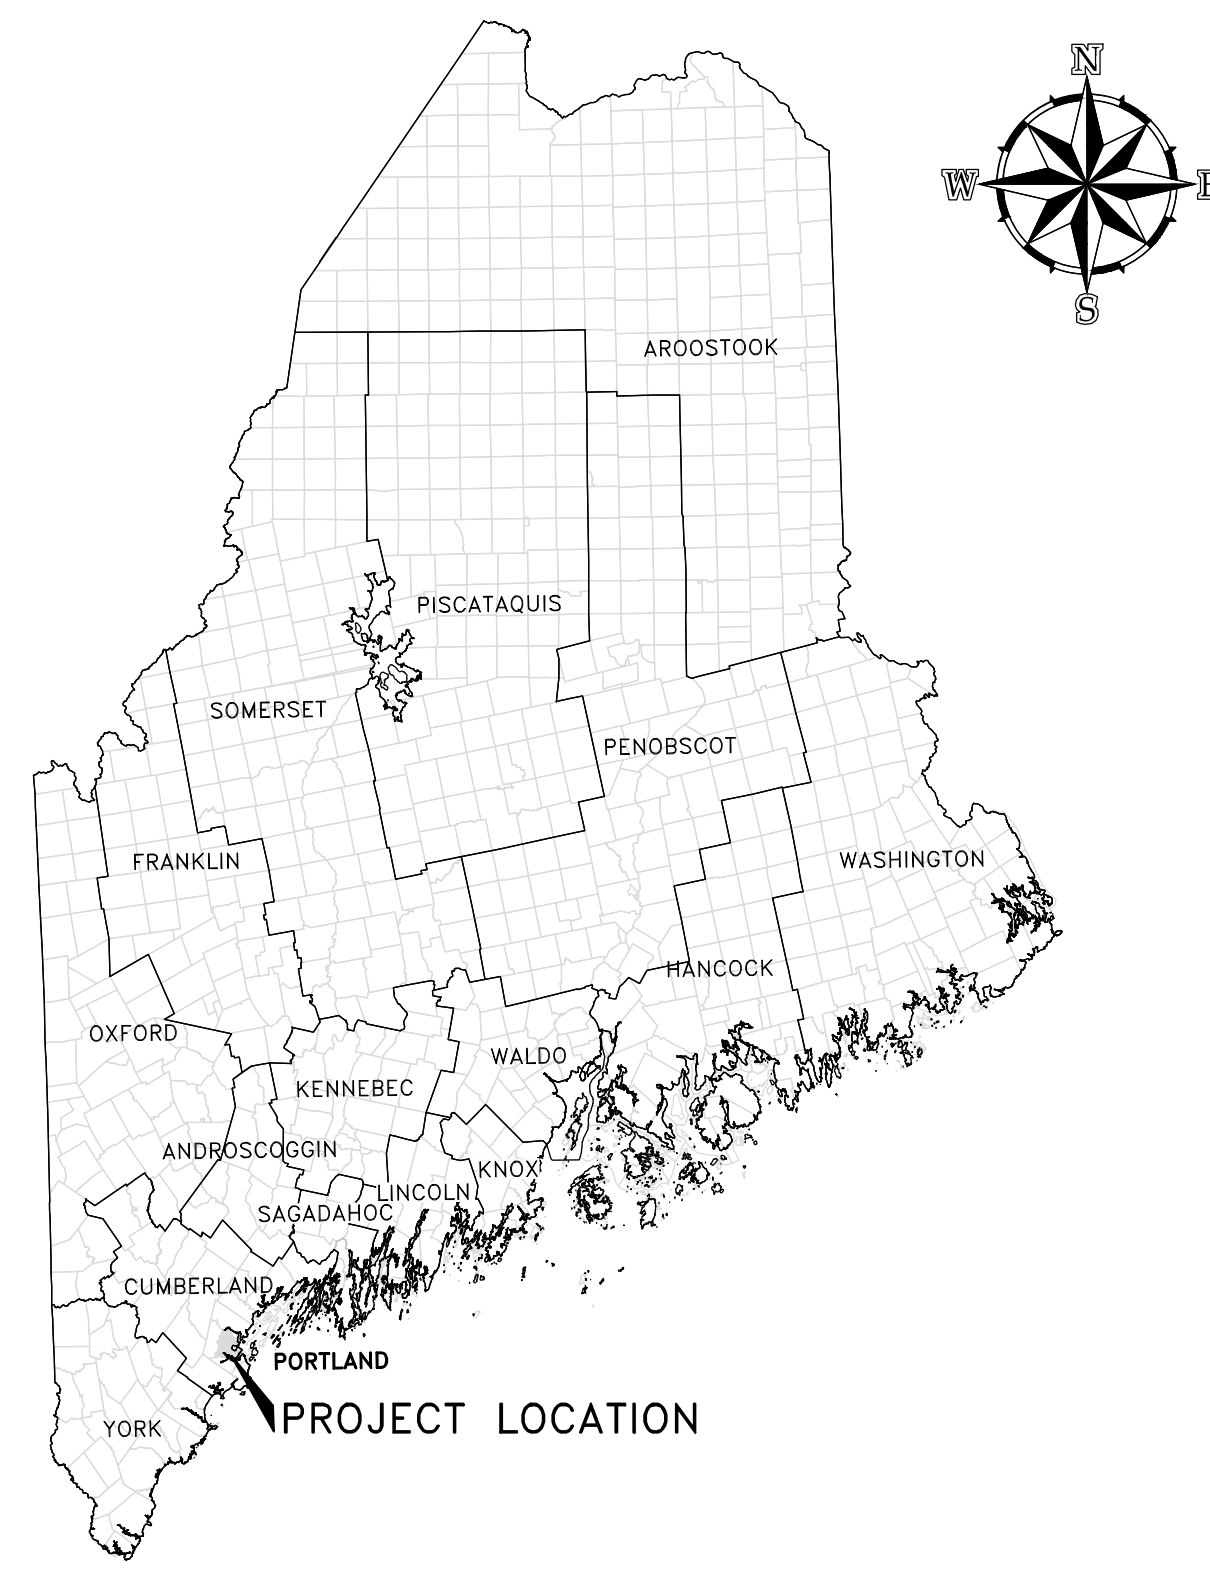 N
W
E
S
AROOSTOOK
PISCATAQUIS
SOMERSET
PENOBSCOT
FRANKLIN
WASHINGTON
HANCOCK
OXFORD
WALDO
KENNEBEC
ANDROSCOGGIN
KNOX
LINCOLN
SAGADAHOC
CUMBERLAND
PORTLAND
PROJECT LOCATION
YORK